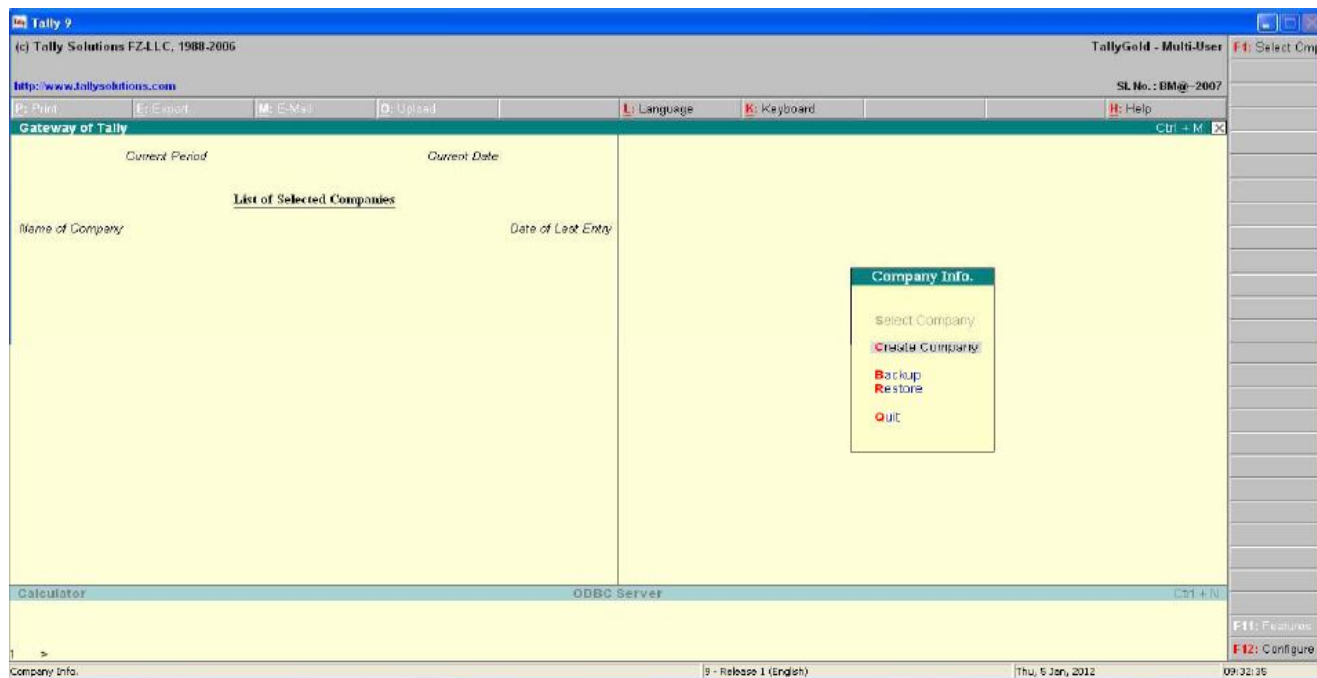 Tally 9
(c) Tally Solutions FZ-LLC, 1988-2006
TallyGold - Multi-User
F1: Select Cmp
http://www.tallysolutions.com
Sl. No. : BM@--2007
P: Print
E: Export
M: E-Mail
O: Upload
L: Language
K: Keyboard
H: Help
Gateway of Tally
Ctrl + M
Current Period
Current Date
List of Selected Companies
Name of Company
Date of Last Entry
Company Info.
Select Company
Create Company
Backup
Restore
Quit
Calculator
ODBC Server
Ctrl + N
1 >
F11: Features
F12: Configure
Company Info.
9 - Release 1 (English)
Thu, 5 Jan, 2012
09:32:35